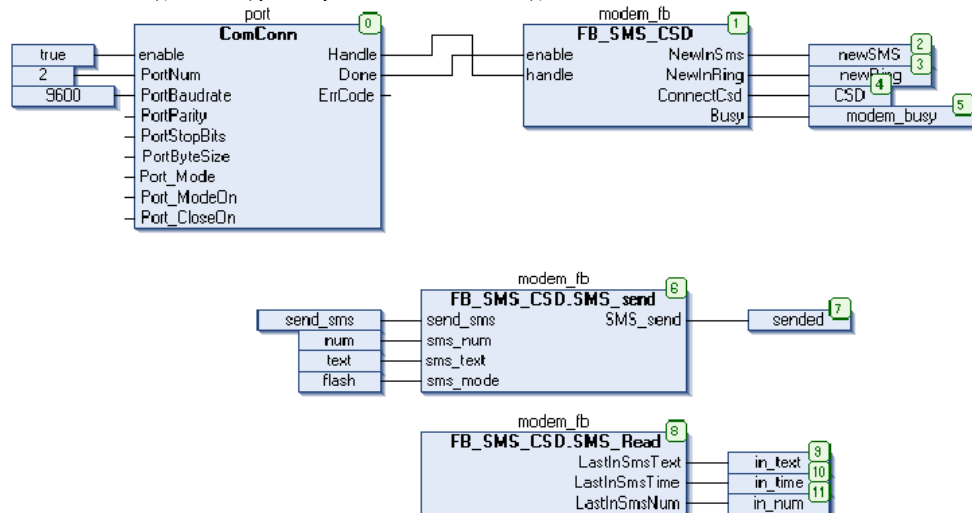 port
modem_fb
0
1
ComConn
FB_SMS_CSD
true
enable
Handle
enable
NewInSms
newSMS
2
2
PortNum
Done
handle
NewInRing
newRing
3
9600
PortBaudrate
ErrCode
ConnectCsd
CSD
4
PortParity
Busy
modem_busy
5
PortStopBits
PortByteSize
Port_Mode
Port_ModeOn
Port_CloseOn
modem_fb
6
FB_SMS_CSD.SMS_send
send_sms
send_sms
SMS_send
sended
7
num
sms_num
text
sms_text
flash
sms_mode
modem_fb
8
FB_SMS_CSD.SMS_Read
LastInSmsText
in_text
9
LastInSmsTime
in_time
10
LastInSmsNum
in_num
11